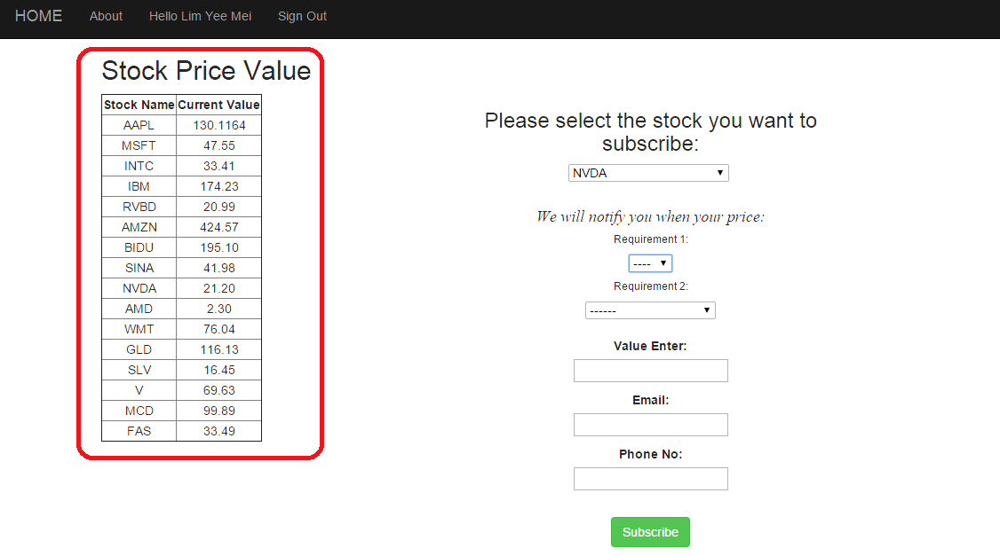 HOME About Hello Lim Yee Mei Sign Out
Stock Price Value
Stock Name Current Value
AAPL 130.1164
MSFT 47.55
INTC 33.41
IBM 174.23
RVBD 20.99
AMZN 424.57
BIDU 195.10
SINA 41.98
NVDA 21.20
AMD 2.30
WMT 76.04
GLD 116.13
SLV 16.45
V 69.63
MCD 99.89
FAS 33.49
Please select the stock you want to
subscribe:
NVDA
We will notify you when your price:
Requirement 1:
----
Requirement 2:
------
Value Enter:
Email:
Phone No:
Subscribe